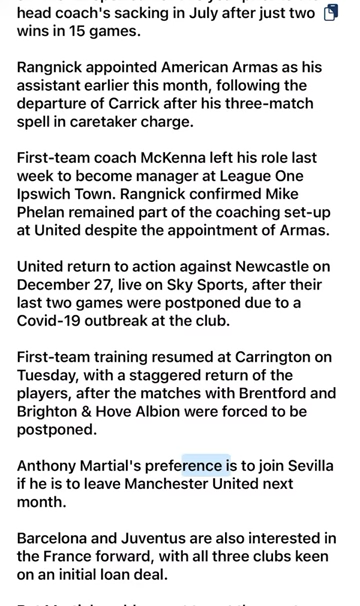 head coach's sacking in July after just two
wins in 15 games.
Rangnick appointed American Armas as his
assistant earlier this month, following the
departure of Carrick after his three-match
spell in caretaker charge.
First-team coach McKenna left his role last
week to become manager at League One
Ipswich Town. Rangnick confirmed Mike
Phelan remained part of the coaching set-up
at United despite the appointment of Armas.
United return to action against Newcastle on
December 27, live on Sky Sports, after their
last two games were postponed due to a
Covid-19 outbreak at the club.
First-team training resumed at Carrington on
Tuesday, with a staggered return of the
players, after the matches with Brentford and
Brighton & Hove Albion were forced to be
postponed.
Anthony Martial's preference is to join Sevilla
if he is to leave Manchester United next
month.
Barcelona and Juventus are also interested in
the France forward, with all three clubs keen
on an initial loan deal.